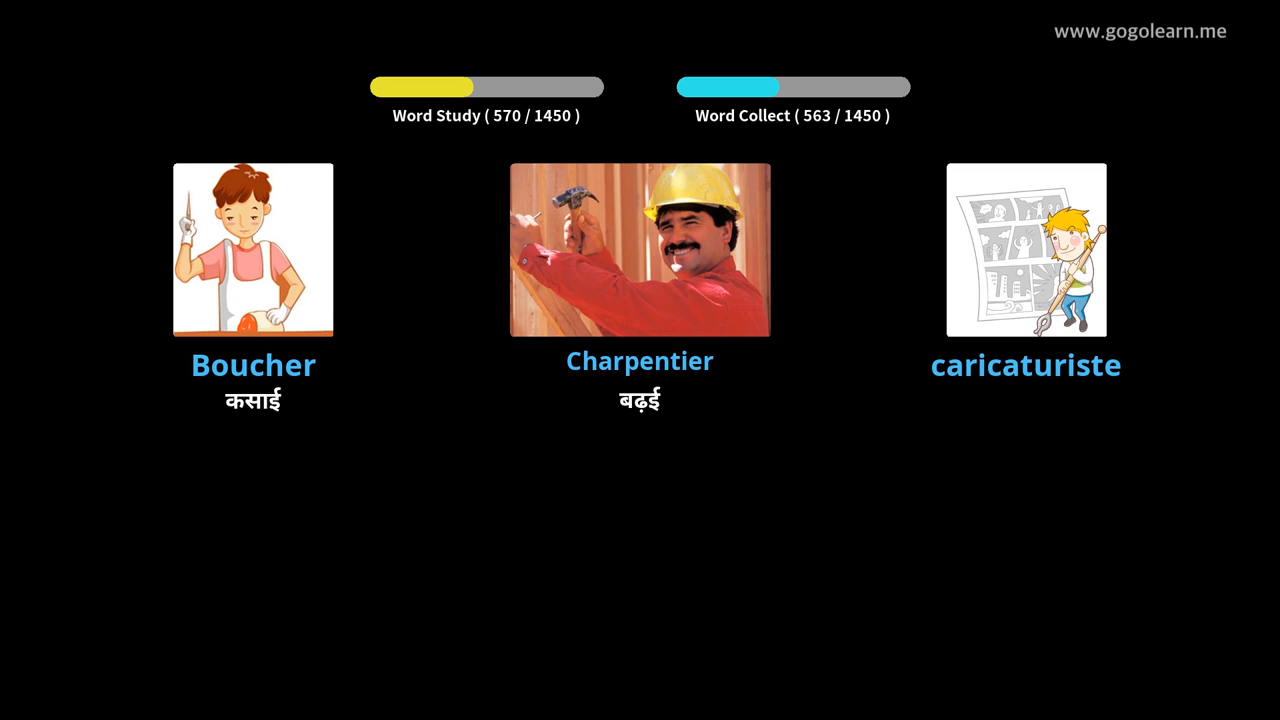 www.gogolearn.me
Word Study ( 570 / 1450 )
Word Collect ( 563 / 1450 )
Boucher
कसाई
Charpentier
बढ़ई
caricaturiste